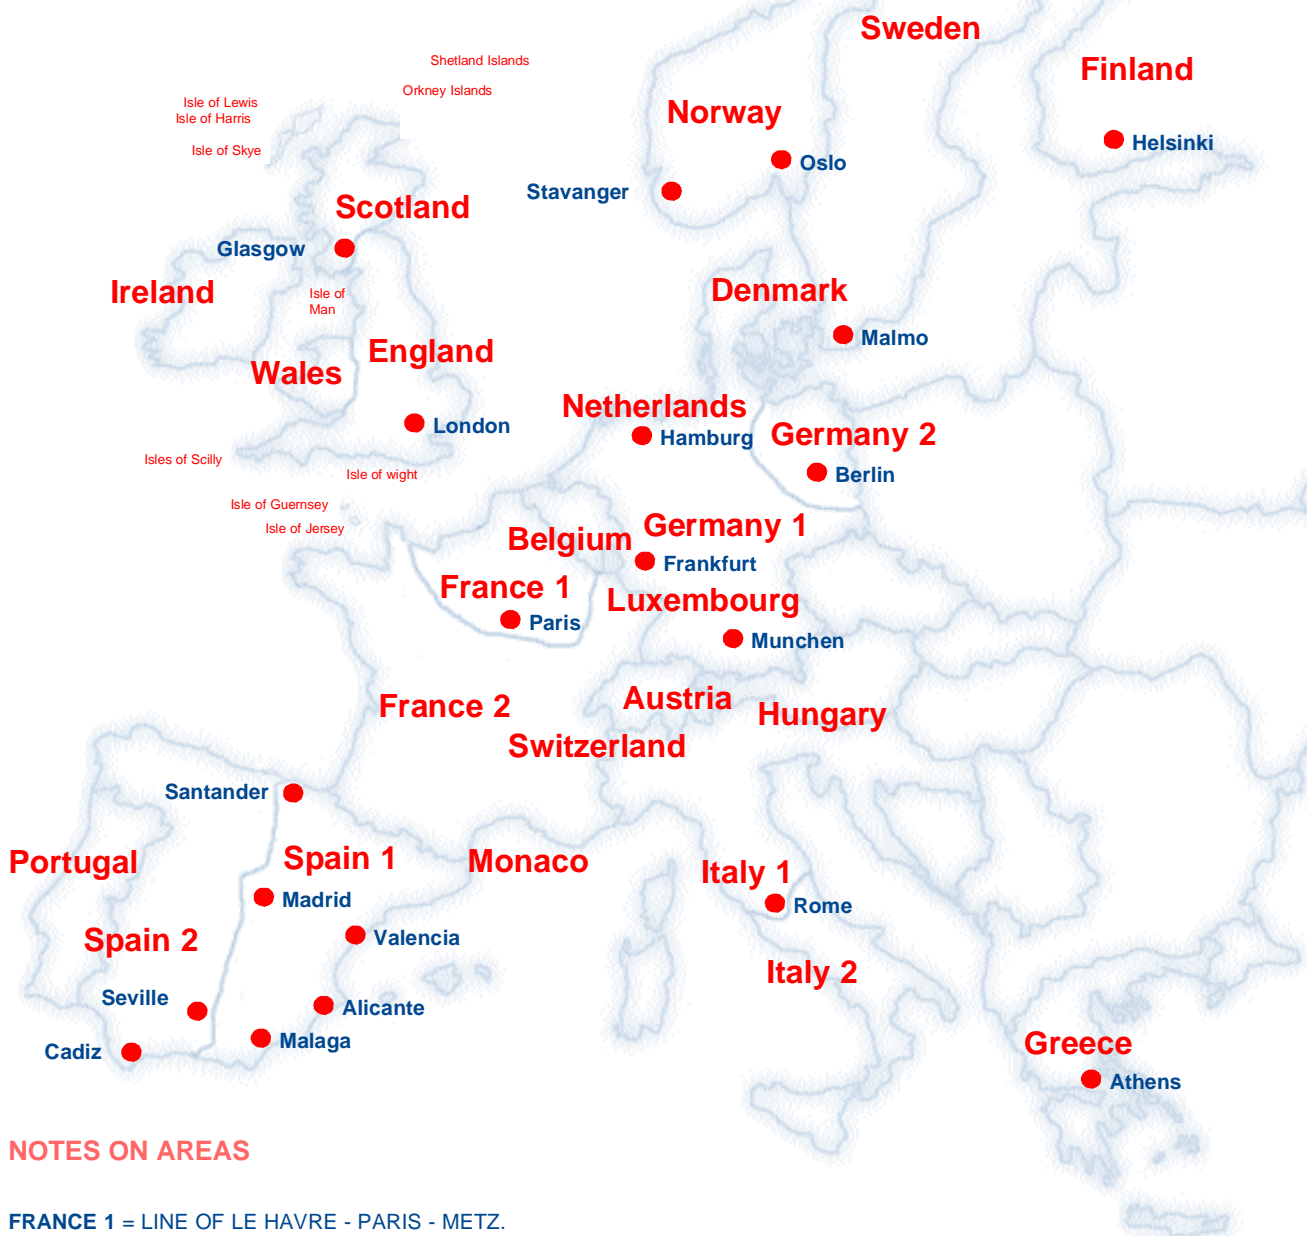 Sweden
Shetland Islands
Finland
Orkney Islands
Isle of Lewis
Isle of Harris
Norway
Isle of Skye
Helsinki
Oslo
Stavanger
Scotland
Glasgow
Ireland
Isle of
Man
Denmark
Malmo
England
Wales
Netherlands
London
Hamburg
Germany 2
Isles of Scilly
Isle of wight
Berlin
Isle of Guernsey
Isle of Jersey
Germany 1
Belgium
Frankfurt
France 1
Luxembourg
Paris
Munchen
Austria
France 2
Hungary
Switzerland
Santander
Portugal
Spain 1
Monaco
Italy 1
Madrid
Rome
Valencia
Spain 2
Italy 2
Seville
Alicante
Malaga
Cadiz
Greece
Athens
NOTES ON AREAS
FRANCE 1 = LINE OF LE HAVRE - PARIS - METZ.